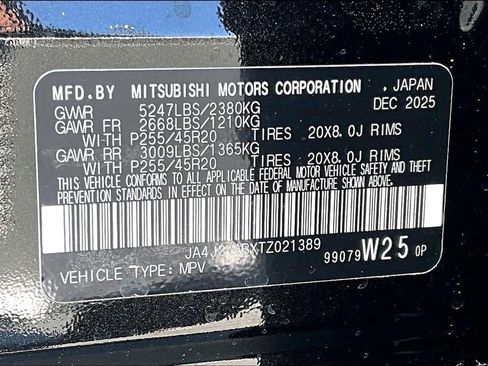 MFD.BY MITSUBISHI MOTORS CORPORATION , JAPAN
GVWR 5247LBS/2380KG DEC 2025
GAWR FR 2668LBS/1210KG
WITH P255/45R20 TIRES 20X8.0J RIMS
GAWR RR 3009LBS/1365KG
WITH P255/45R20 TIRES 20X8.0J RIMS
THIS VEHICLE CONFORMS TO ALL APPLICABLE FEDERAL MOTOR VEHICLE SAFETY AND THEFT
PREVENTION STANDARDS IN EFFECT ON THE DATE OF MANUFACTURE SHOWN ABOVE.
VEHICLE TYPE: MPV 99079 W25 0P